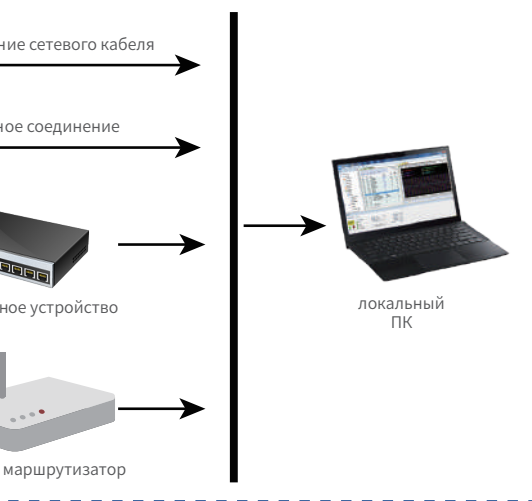 ние сетевого кабеля
ное соединение
ное устройство
маршрутизатор
локальный
ПК